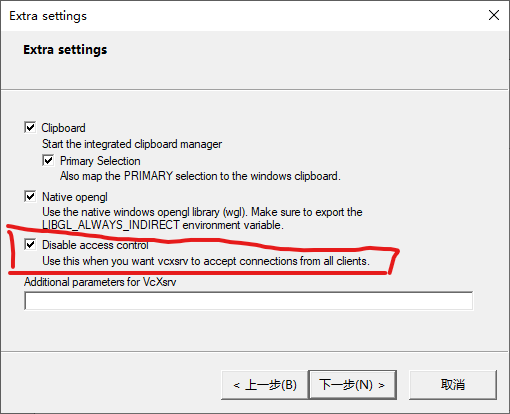 Extra settings
Extra settings
Clipboard
Start the integrated clipboard manager
Primary Selection
Also map the PRIMARY selection to the windows clipboard.
Native opengl
Use the native windows opengl library (wgl). Make sure to export the
LIBGL_ALWAYS_INDIRECT environment variable.
Disable access control
Use this when you want vcxsrv to accept connections from all clients.
Additional parameters for VcXsrv
< 上一步(B)
下一步(N) >
取消